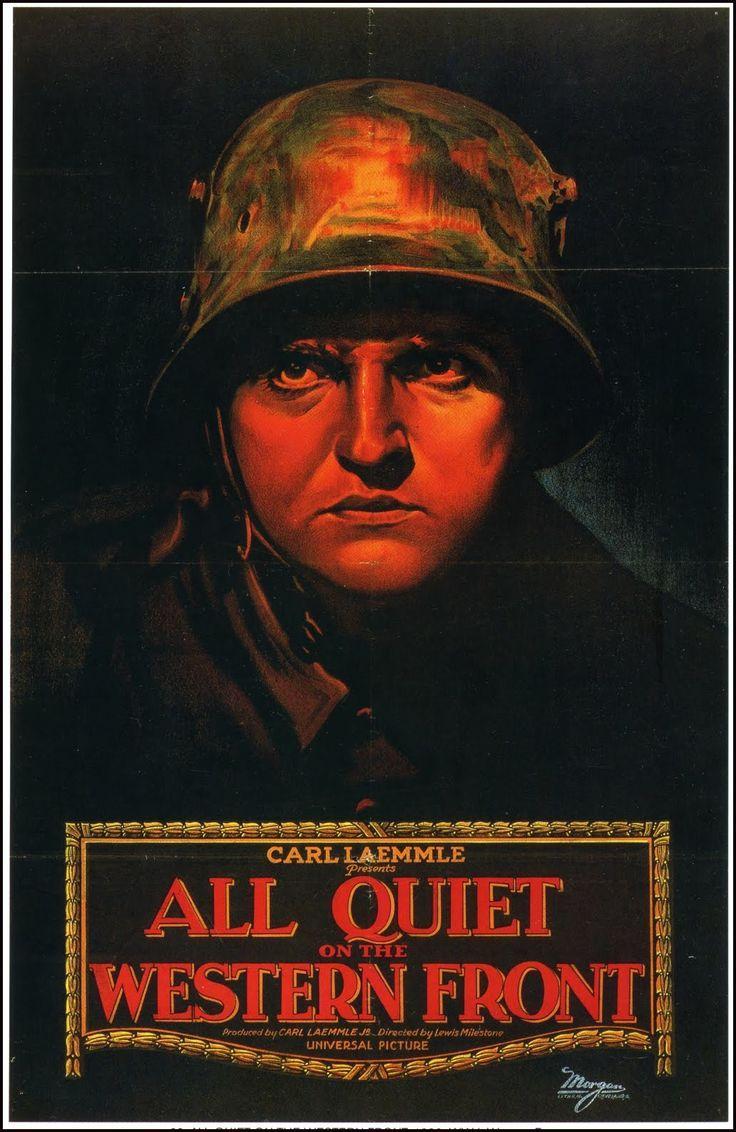 CARL LAEMMLE
Presents
ALL QUIET
ON THE
WESTERN FRONT
Produced by CARL LAEMMLE JR. Directed by Lewis Milestone
UNIVERSAL PICTURE
Morgan